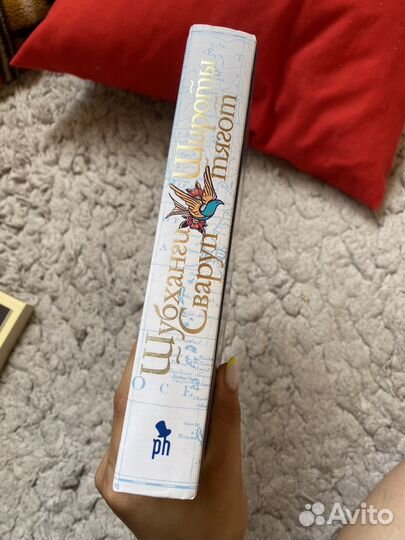 Шубханги
Сваруп
Широты
тягот
O C E
ph
Avito